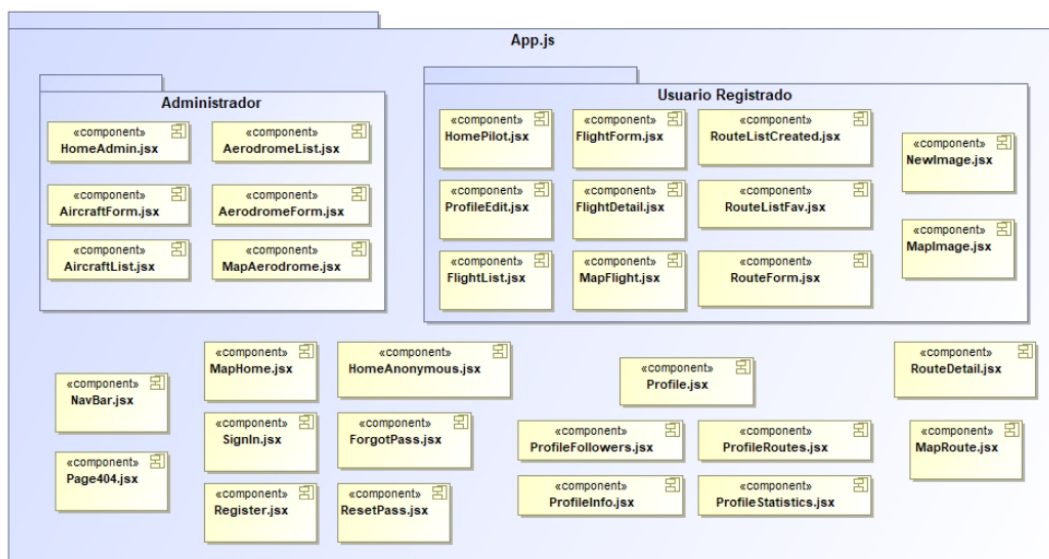 App.js
Administrador
«component»
HomeAdmin.jsx
«component»
AerodromeList.jsx
«component»
AircraftForm.jsx
«component»
AerodromeForm.jsx
«component»
AircraftList.jsx
«component»
MapAerodrome.jsx
Usuario Registrado
«component»
HomePilot.jsx
«component»
FlightForm.jsx
«component»
RouteListCreated.jsx
«component»
NewImage.jsx
«component»
ProfileEdit.jsx
«component»
FlightDetail.jsx
«component»
RouteListFav.jsx
«component»
MapImage.jsx
«component»
FlightList.jsx
«component»
MapFlight.jsx
«component»
RouteForm.jsx
«component»
NavBar.jsx
«component»
Page404.jsx
«component»
MapHome.jsx
«component»
HomeAnonymous.jsx
«component»
SignIn.jsx
«component»
ForgotPass.jsx
«component»
Register.jsx
«component»
ResetPass.jsx
«component»
Profile.jsx
«component»
ProfileFollowers.jsx
«component»
ProfileRoutes.jsx
«component»
ProfileInfo.jsx
«component»
ProfileStatistics.jsx
«component»
RouteDetail.jsx
«component»
MapRoute.jsx